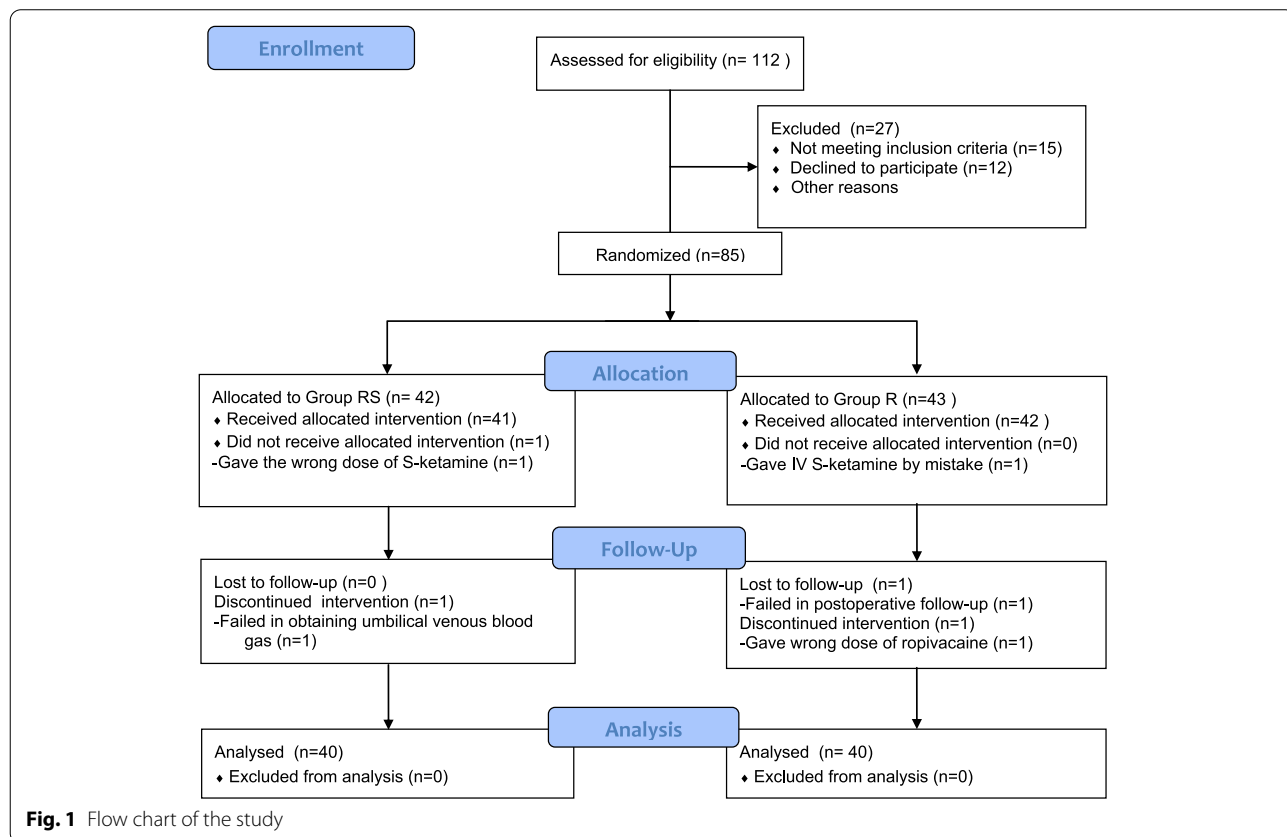 Enrollment
Assessed for eligibility (n= 112 )
Excluded (n=27)
♦ Not meeting inclusion criteria (n=15)
♦ Declined to participate (n=12)
♦ Other reasons
Randomized (n=85)
Allocation
Allocated to Group RS (n= 42)
♦ Received allocated intervention (n=41)
♦ Did not receive allocated intervention (n=1)
-Gave the wrong dose of S-ketamine (n=1)
Allocated to Group R (n=43 )
♦ Received allocated intervention (n=42 )
♦ Did not receive allocated intervention (n=0)
-Gave IV S-ketamine by mistake (n=1)
Follow-Up
Lost to follow-up (n=0 )
Discontinued intervention (n=1)
-Failed in obtaining umbilical venous blood
gas (n=1)
Lost to follow-up (n=1)
-Failed in postoperative follow-up (n=1)
Discontinued intervention (n=1)
-Gave wrong dose of ropivacaine (n=1)
Analysis
Analysed (n=40)
♦ Excluded from analysis (n=0)
Analysed (n= 40)
♦ Excluded from analysis (n=0)
Fig. 1 Flow chart of the study